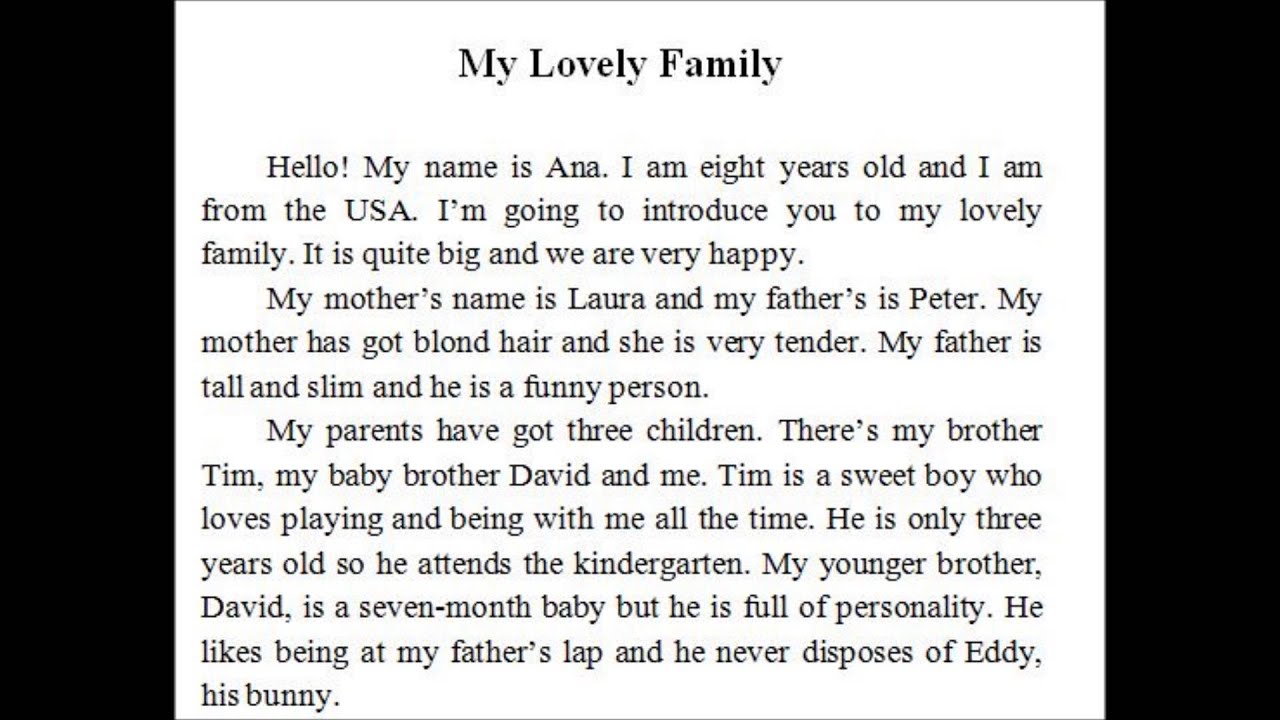 My Lovely Family
Hello! My name is Ana. I am eight years old and I am
from the USA. I’m going to introduce you to my lovely
family. It is quite big and we are very happy.
My mother’s name is Laura and my father’s is Peter. My
mother has got blond hair and she is very tender. My father is
tall and slim and he is a funny person.
My parents have got three children. There’s my brother
Tim, my baby brother David and me. Tim is a sweet boy who
loves playing and being with me all the time. He is only three
years old so he attends the kindergarten. My younger brother,
David, is a seven-month baby but he is full of personality. He
likes being at my father’s lap and he never disposes of Eddy,
his bunny.